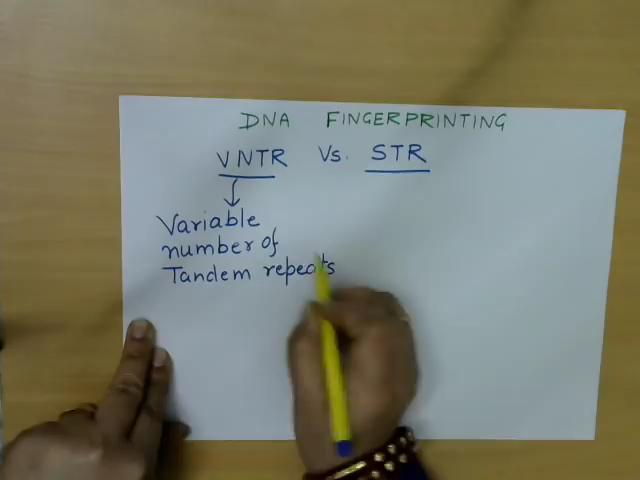 DNA FINGERPRINTING
VNTR Vs. STR
Variable
number of
Tandem repeats